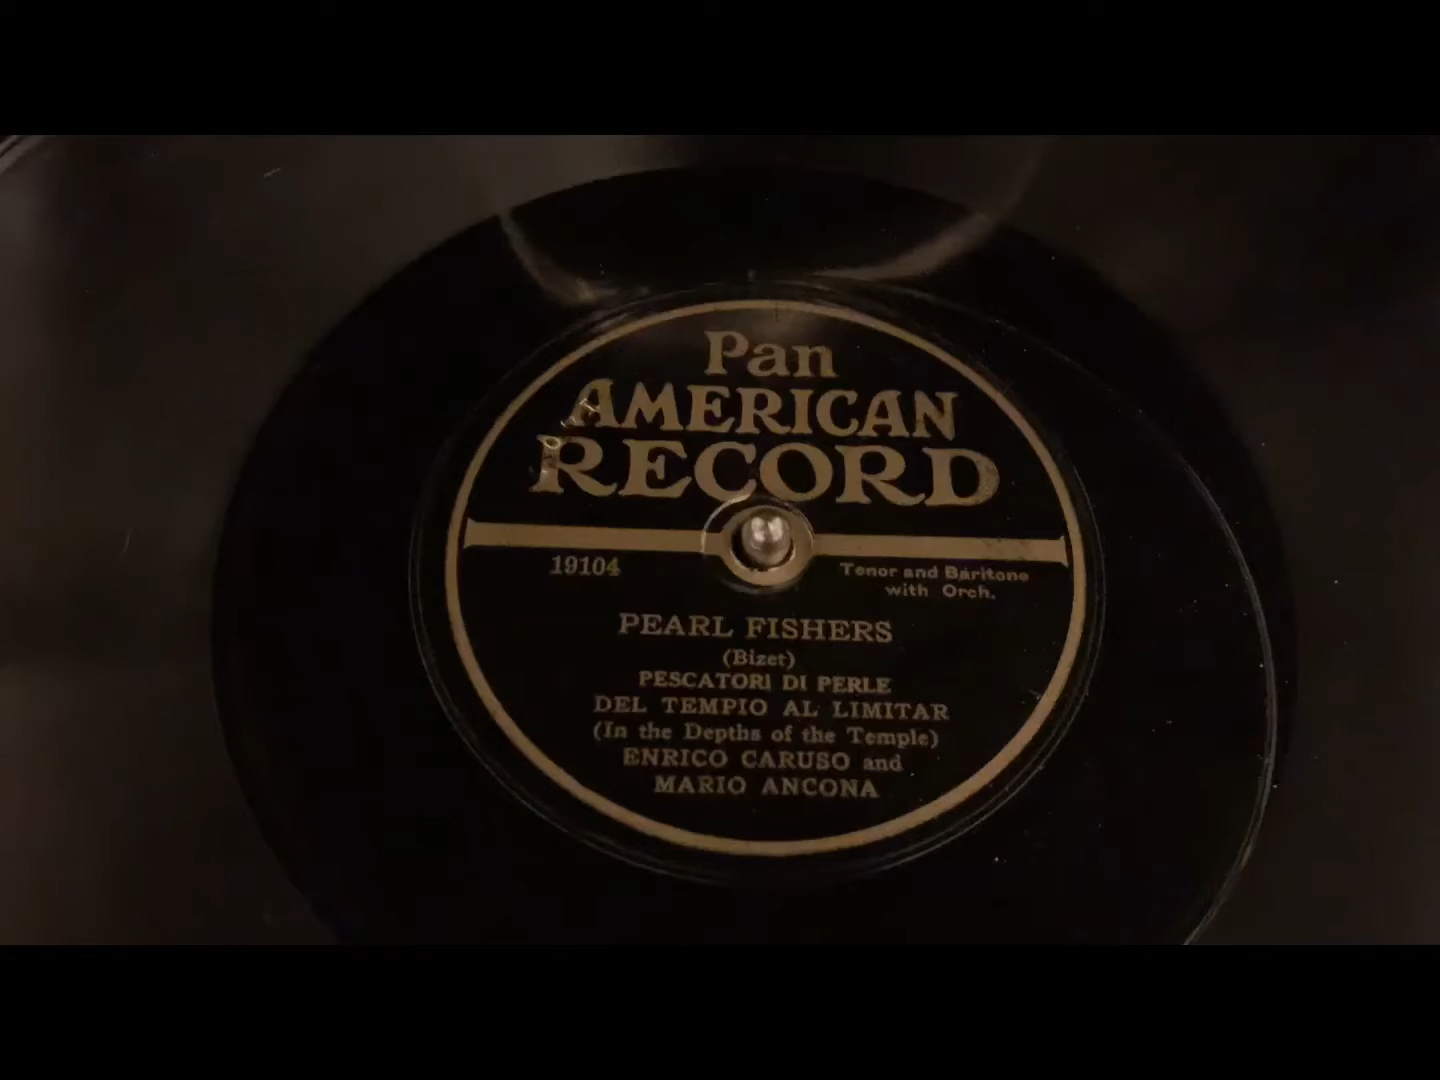 Pan
AMERICAN
RECORD
19104
Tenor and Baritone
with Orch.
PEARL FISHERS
(Bizet)
PESCATORI DI PERLE
DEL TEMPIO AL LIMITAR
(In the Depths of the Temple)
ENRICO CARUSO and
MARIO ANCONA